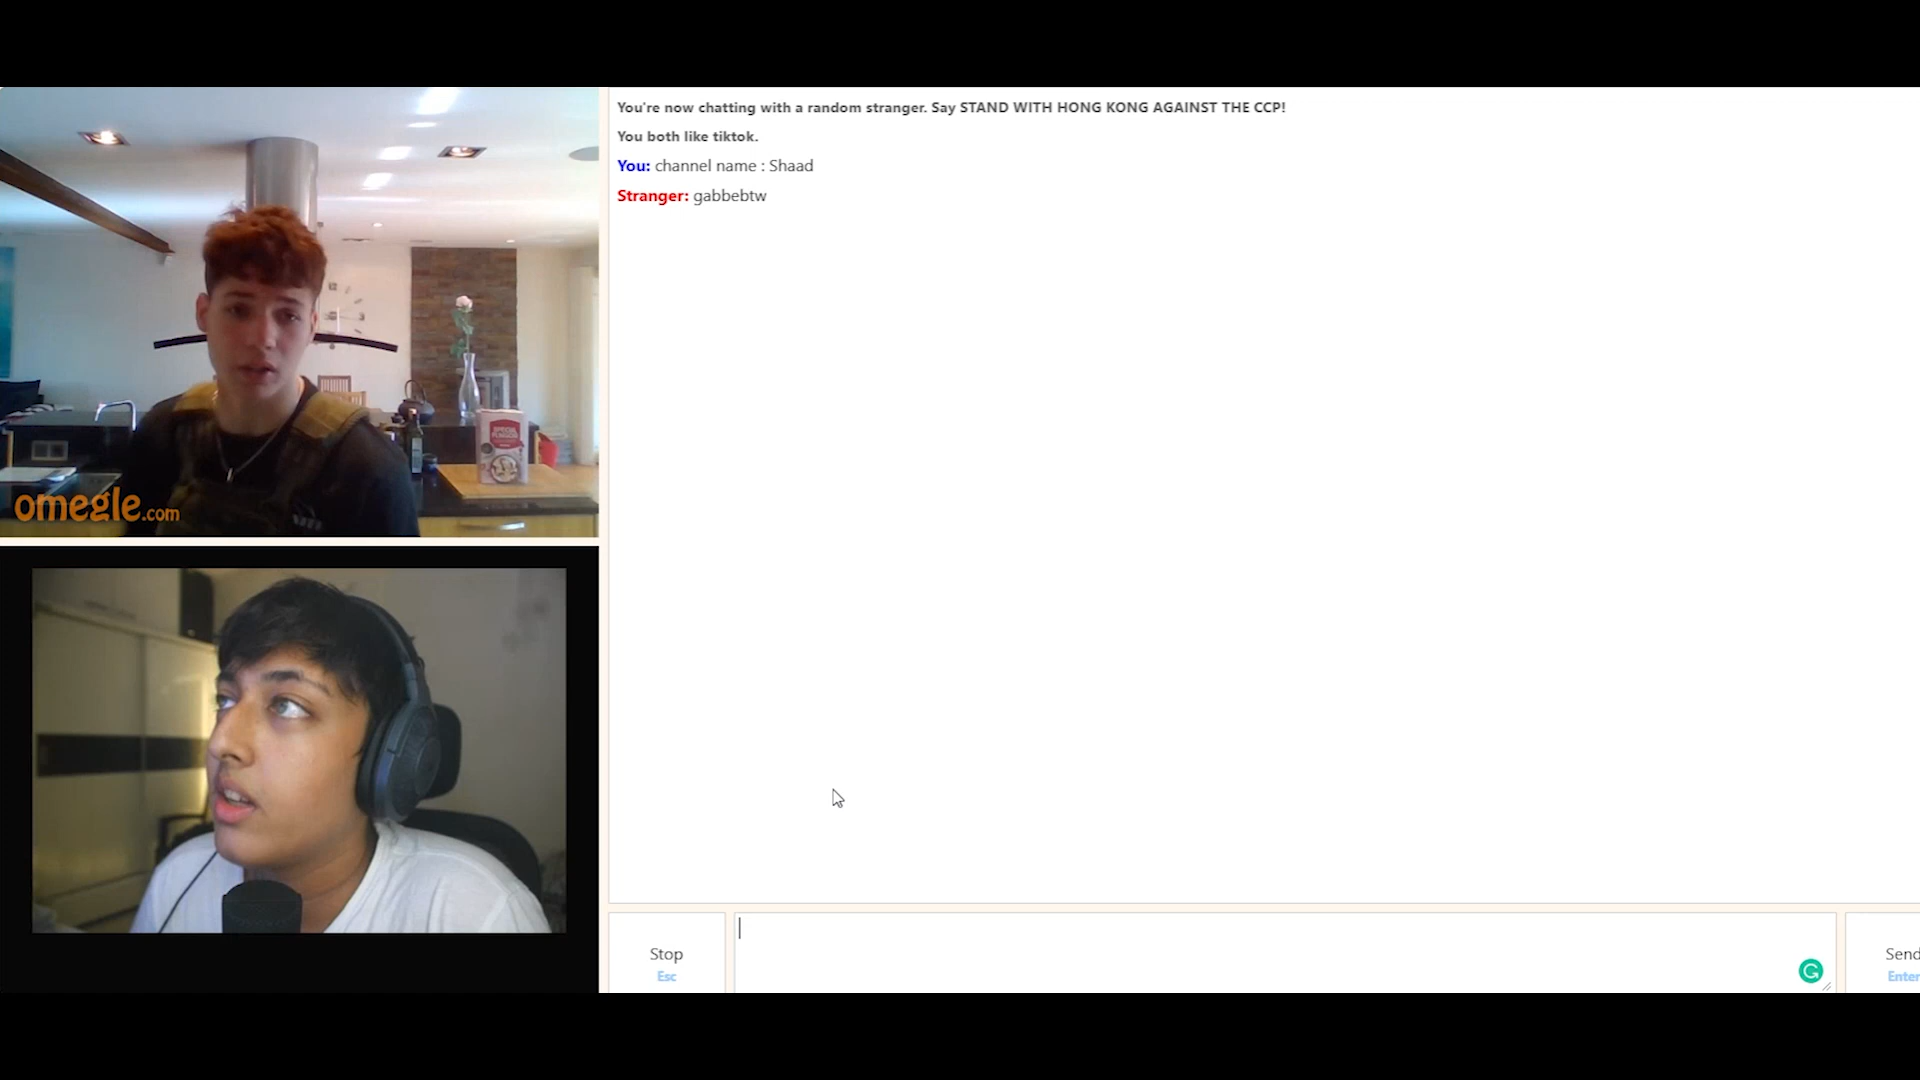 You're now chatting with a random stranger. Say STAND WITH HONG KONG AGAINST THE CCP!
You both like tiktok.
You: channel name : Shaad
Stranger: gabbebtw
omegle.com
Stop
Esc
Send
Enter